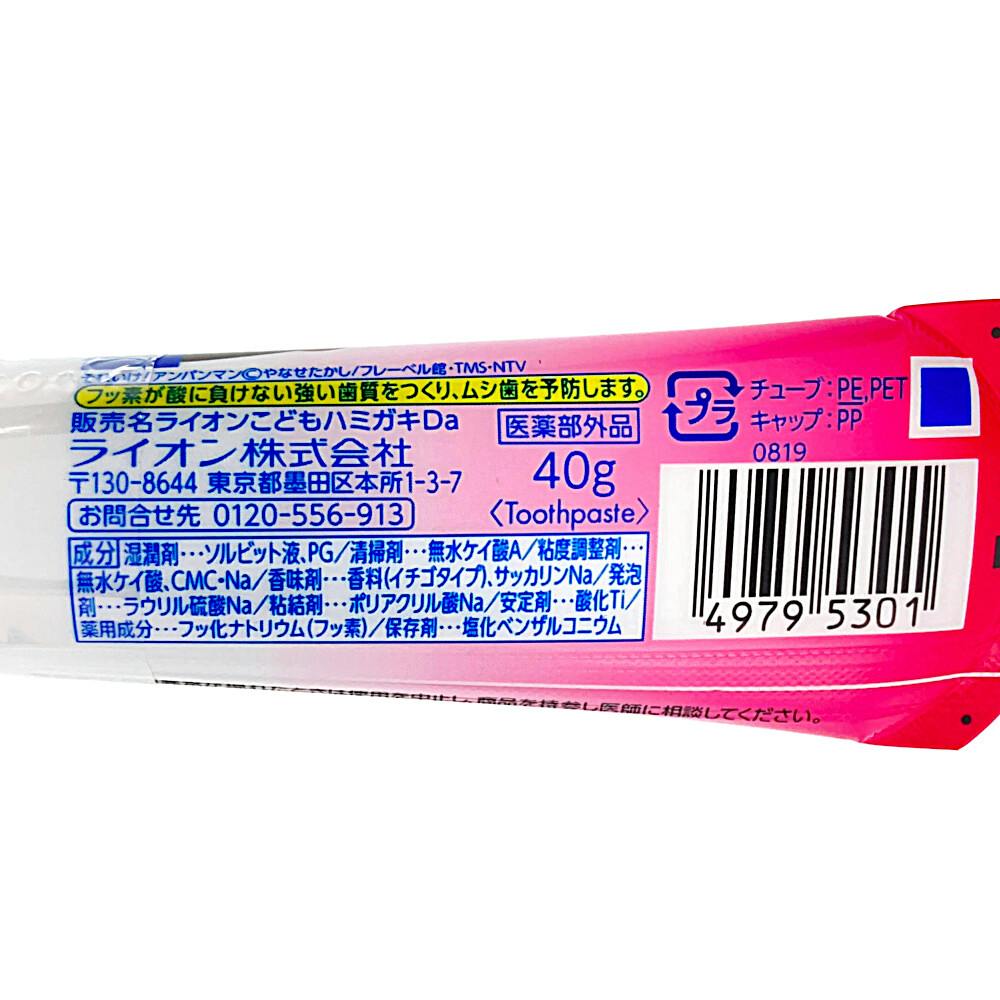 それいけ!アンパンマン©やなせたかし/フレーベル館・TMS-NTV
フッ素が酸に負けない強い歯質をつくり、ムシ歯を予防します。
販売名ライオンこどもハミガキDa
医薬部外品
ライオン株式会社
40g
〒130-8644 東京都墨田区本所1-3-7
〈Toothpaste〉
お問合せ先 0120-556-913
成分 湿潤剤…ソルビット液、PG/清掃剤…無水ケイ酸A/粘度調整剤…
無水ケイ酸、CMC・Na/香味剤…香料(イチゴタイプ)、サッカリンNa/発泡
剤…ラウリル硫酸Na/粘結剤…ポリアクリル酸Na/安定剤…酸化Ti/
薬用成分…フッ化ナトリウム(フッ素)/保存剤…塩化ベンザルコニウム
プラ
チューブ:PE,PET
キャップ:PP
0819
4979 5301
使用を中止し、商品を持参し医師に相談してください。